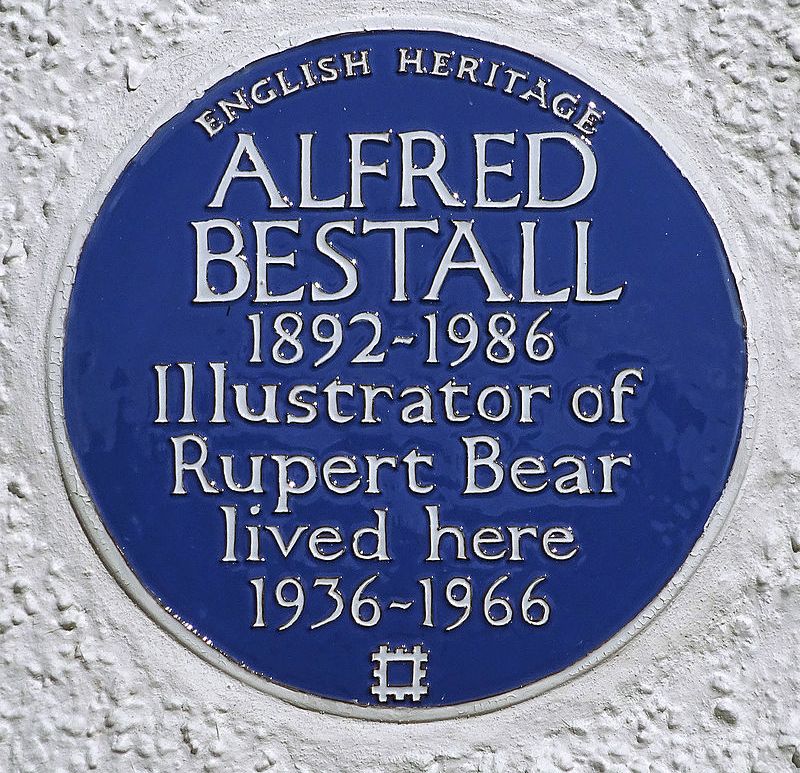 ENGLISH HERITAGE
ALFRED
BESTALL
1892-1986
Illustrator of
Rupert Bear
lived here
1936-1966